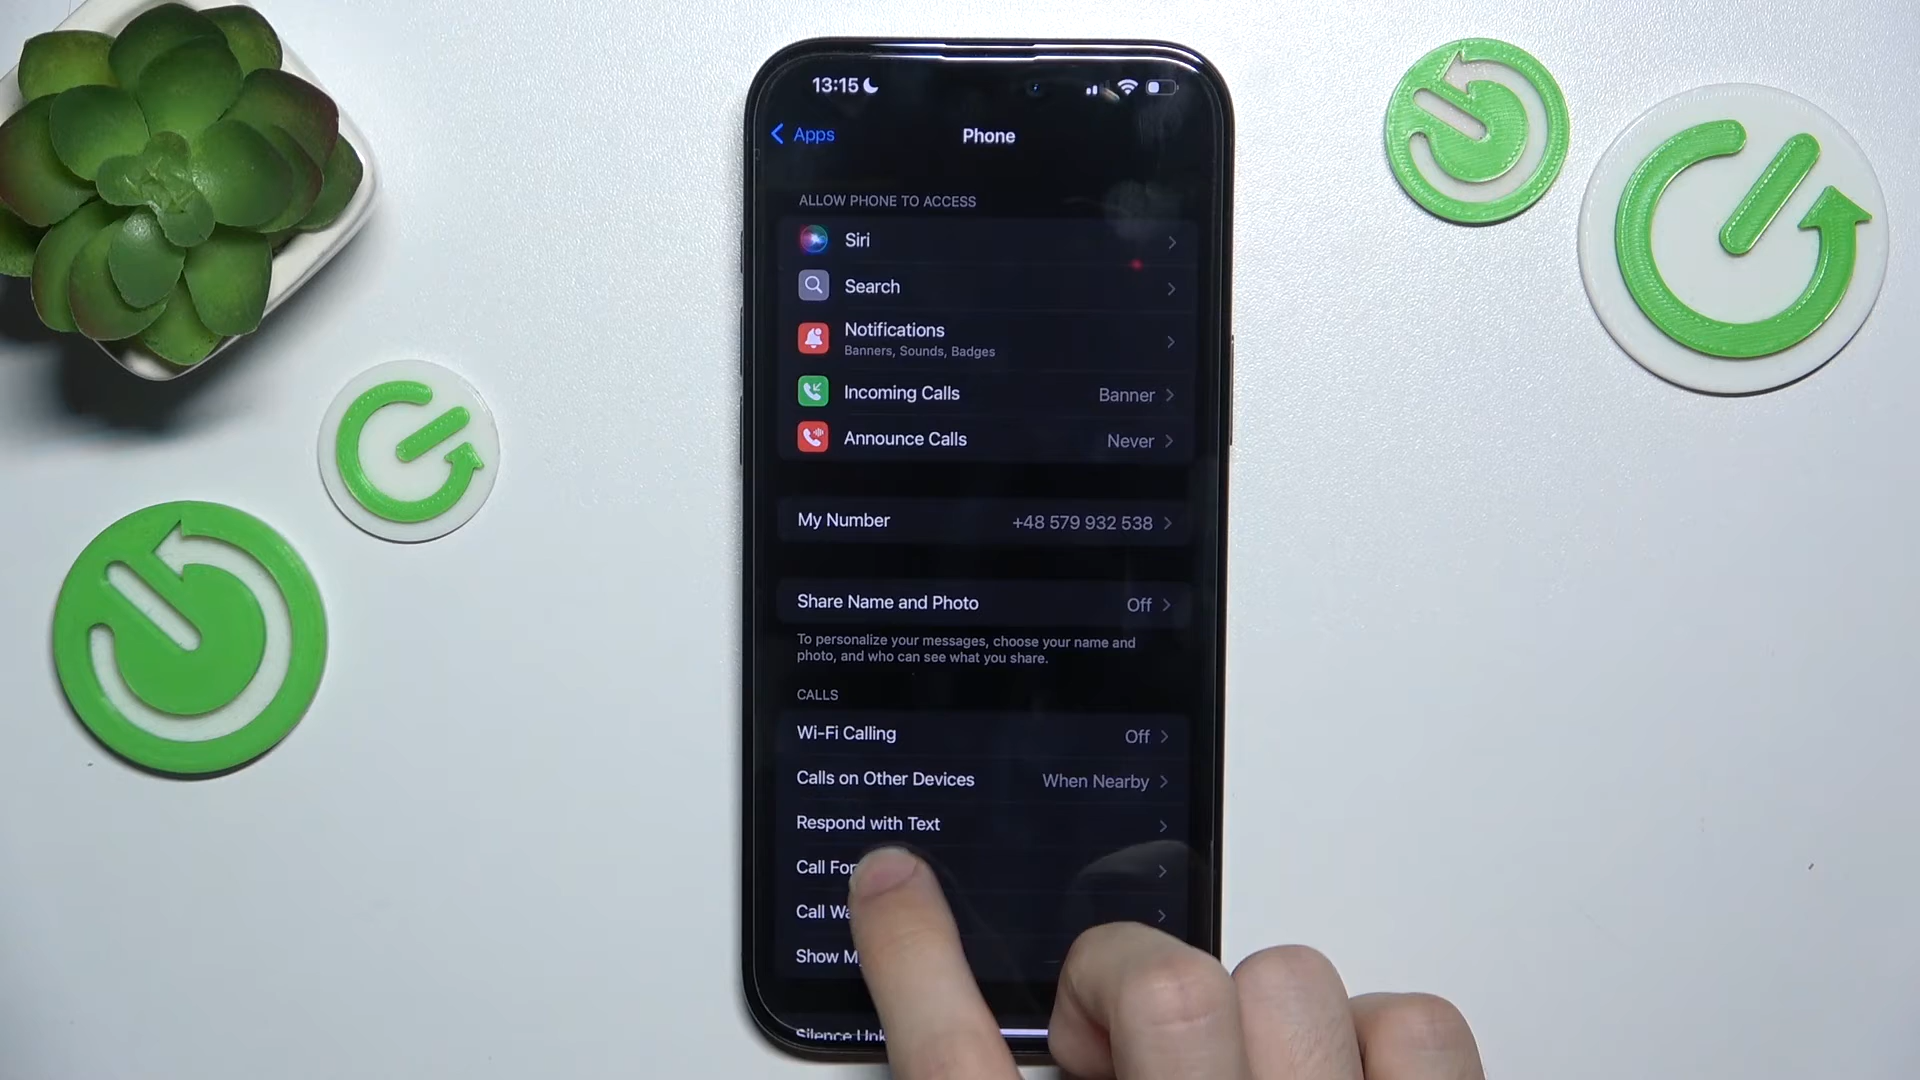 13:15
Apps
Phone
ALLOW PHONE TO ACCESS
Siri
Search
Notifications
Banners, Sounds, Badges
Incoming Calls Banner
Announce Calls Never
My Number +48 579 932 538
Share Name and Photo Off
To personalize your messages, choose your name and
photo, and who can see what you share.
CALLS
Wi-Fi Calling Off
Calls on Other Devices When Nearby
Respond with Text
Call
Call
Show
Silence